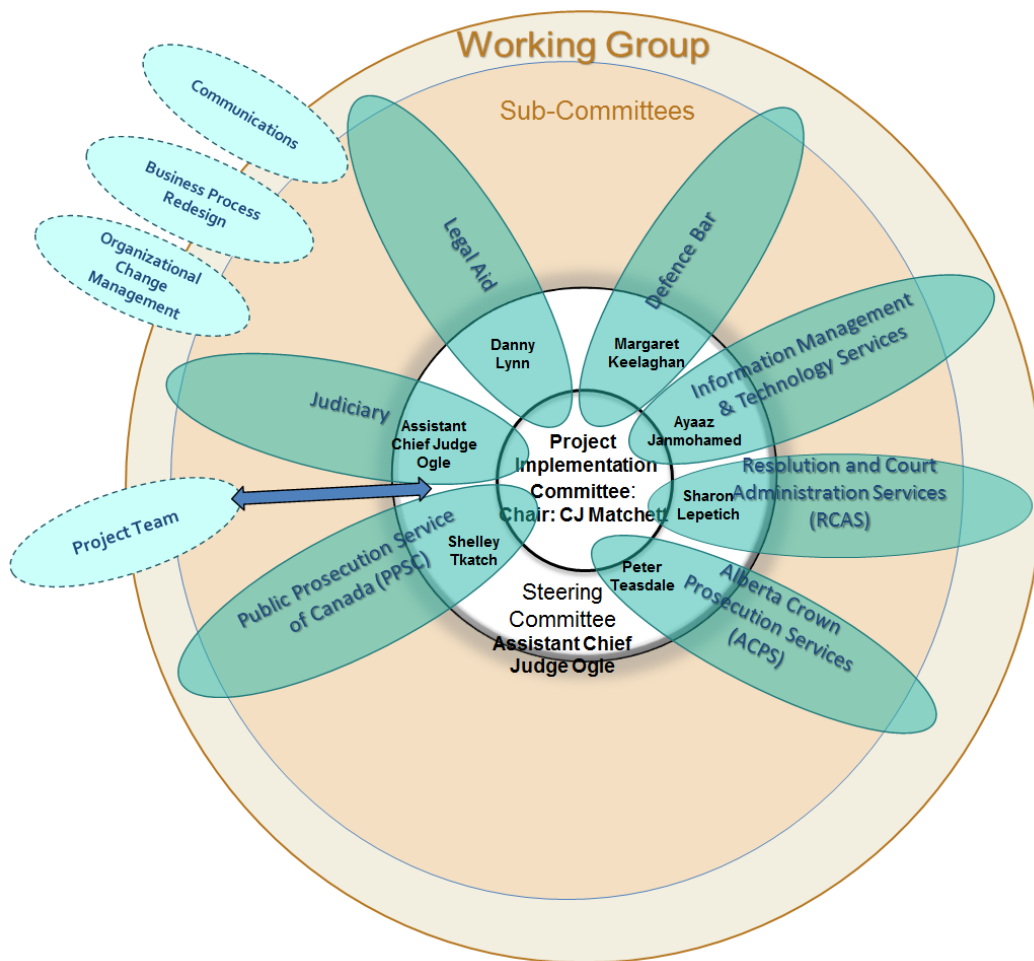 Working Group
Sub-Committees
Communications
Business Process
Redesign
Organizational
Change
Management
Legal Aid
Defence Bar
Danny
Lynn
Margaret
Keelaghan
Information Management
& Technology Services
Ayaaz
Janmohamed
Judiciary
Assistant
Chief Judge
Ogle
Project
Implementation
Committee:
Chair: CJ Matchett
Resolution and Court
Administration Services
(RCAS)
Sharon
Lepetich
Project Team
Public Prosecution Service
of Canada (PPSC)
Shelley
Tkatch
Peter
Teasdale
Alberta Crown
Prosecution Services
(ACPS)
Steering
Committee
Assistant Chief
Judge Ogle